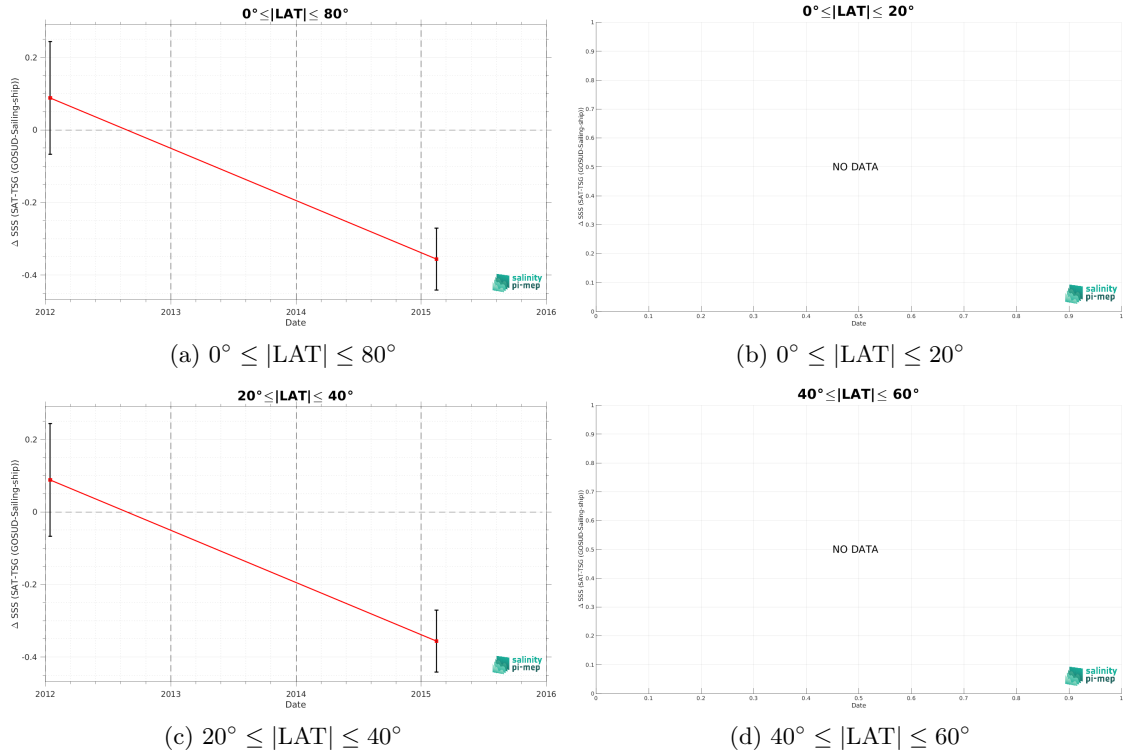 0°≤|LAT|≤ 80°
Δ SSS (SAT-TSG (GOSUD-Sailing-ship))
0.2
0
-0.2
-0.4
2012 2013 2014 2015 2016
Date
salinity
pi-mep
(a) 0° ≤ |LAT| ≤ 80°
0°≤|LAT|≤ 20°
Δ SSS (SAT-TSG (GOSUD-Sailing-ship))
1
0.9
0.8
0.7
0.6
0.5
0.4
0.3
0.2
0.1
0
NO DATA
0 0.1 0.2 0.3 0.4 0.5 0.6 0.7 0.8 0.9 1
Date
salinity
pi-mep
(b) 0° ≤ |LAT| ≤ 20°
20°≤|LAT|≤ 40°
Δ SSS (SAT-TSG (GOSUD-Sailing-ship))
0.2
0
-0.2
-0.4
2012 2013 2014 2015 2016
Date
salinity
pi-mep
(c) 20° ≤ |LAT| ≤ 40°
40°≤|LAT|≤ 60°
Δ SSS (SAT-TSG (GOSUD-Sailing-ship))
1
0.9
0.8
0.7
0.6
0.5
0.4
0.3
0.2
0.1
0
NO DATA
0 0.1 0.2 0.3 0.4 0.5 0.6 0.7 0.8 0.9 1
Date
salinity
pi-mep
(d) 40° ≤ |LAT| ≤ 60°